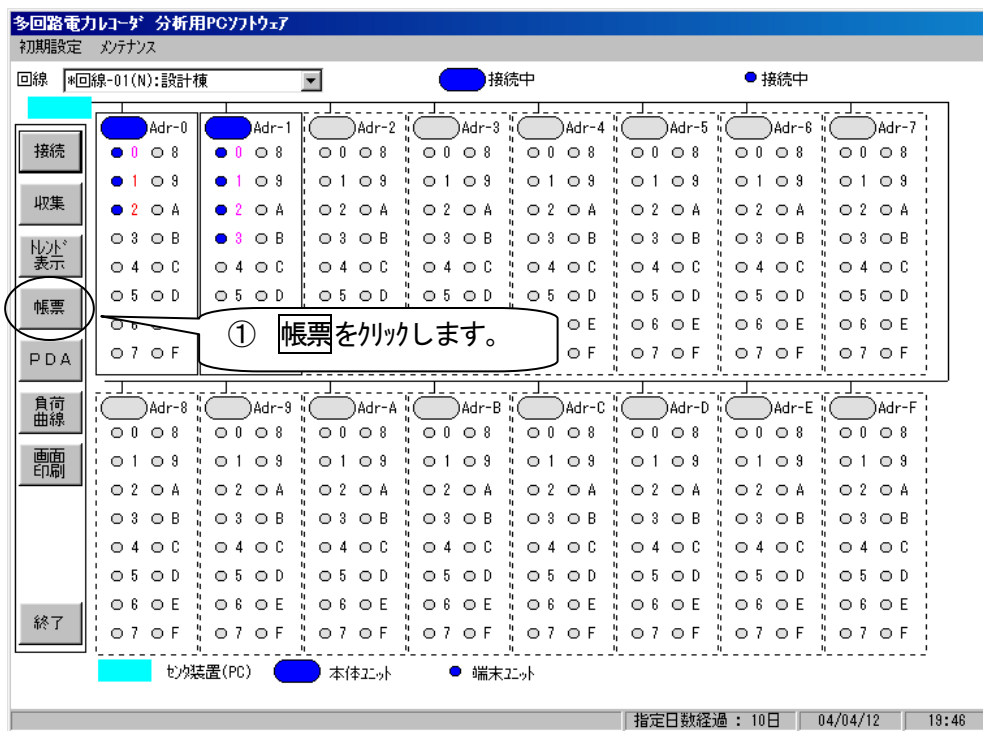 多回路電力ﾚｺｰﾀﾞ 分析用PCｿﾌﾄｳｪｱ
初期設定 ﾒﾝﾃﾅﾝｽ
回線 *回線-01(N):設計棟 接続中 接続中
Adr-0 Adr-1 Adr-2 Adr-3 Adr-4 Adr-5 Adr-6 Adr-7
接続 0 8 0 8 0 8 0 8 0 8 0 8 0 8 0 8
1 9 1 9 1 9 1 9 1 9 1 9 1 9 1 9
収集 2 A 2 A 2 A 2 A 2 A 2 A 2 A 2 A
3 B 3 B 3 B 3 B 3 B 3 B 3 B 3 B
ﾄﾚﾝﾄﾞ
表示 4 C 4 C 4 C 4 C 4 C 4 C 4 C 4 C
帳票 5 D 5 D 5 D 5 D 5 D 5 D 5 D 5 D
① 帳票をｸﾘｯｸします。 E 6 E 6 E 6 E
PDA 7 F F 7 F 7 F 7 F
負荷
曲線
Adr-8 Adr-9 Adr-A Adr-B Adr-C Adr-D Adr-E Adr-F
0 8 0 8 0 8 0 8 0 8 0 8 0 8 0 8
画面
印刷
1 9 1 9 1 9 1 9 1 9 1 9 1 9 1 9
2 A 2 A 2 A 2 A 2 A 2 A 2 A 2 A
3 B 3 B 3 B 3 B 3 B 3 B 3 B 3 B
4 C 4 C 4 C 4 C 4 C 4 C 4 C 4 C
5 D 5 D 5 D 5 D 5 D 5 D 5 D 5 D
6 E 6 E 6 E 6 E 6 E 6 E 6 E 6 E
終了 7 F 7 F 7 F 7 F 7 F 7 F 7 F 7 F
ｾﾝﾀ装置(PC) 本体ﾕﾆｯﾄ 端末ﾕﾆｯﾄ
指定日数経過 : 10日 04/04/12 19:46